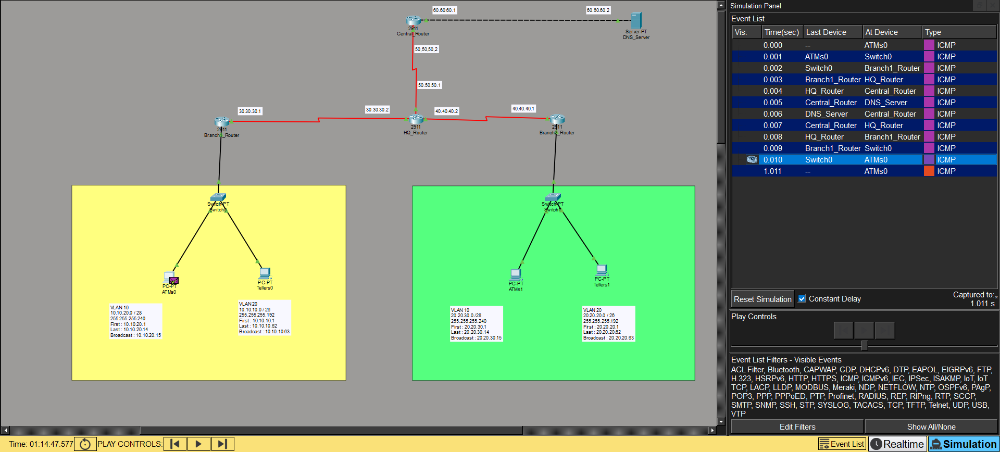 60.60.60.1
60.60.60.2
2911
Central_Router
Server-PT
DNS_Server
50,50,50,2
50.50.50.1
30.30.30.1
30.30.30.2
40.40.40.2
40.40.40.1
2911
Branch1_Router
2911
HQ_Router
2911
Branch2_Router
Switch-PT
Switch0
Switch-PT
Switch1
PC-PT
ATMs0
PC-PT
Tellers0
PC-PT
ATMs1
PC-PT
Tellers1
VLAN 10
10.10.20.0 / 28
255.255.255.240
First : 10.10.20.1
Last : 10.10.20.14
Broadcast : 10.10.20.15
VLAN 20
10.10.10.0 / 26
255.255.255.192
First : 10.10.10.1
Last : 10.10.10.62
Broadcast : 10.10.10.63
VLAN 10
20.20.30.0 /28
255.255.255.240
First : 20.20.30.1
Last : 20.20.30.14
Broadcast : 20.20.30.15
VLAN 20
20.20.20.0 / 26
255.255.255.192
First : 20.20.20.1
Last : 20.20.20.62
Broadcast : 20.20.20.63
Simulation Panel
Event List
Vis. Time(sec) Last Device At Device Type
0.000 -- ATMs0 ICMP
0.001 ATMs0 Switch0 ICMP
0.002 Switch0 Branch1_Router ICMP
0.003 Branch1_Router HQ_Router ICMP
0.004 HQ_Router Central_Router ICMP
0.005 Central_Router DNS_Server ICMP
0.006 DNS_Server Central_Router ICMP
0.007 Central_Router HQ_Router ICMP
0.008 HQ_Router Branch1_Router ICMP
0.009 Branch1_Router Switch0 ICMP
0.010 Switch0 ATMs0 ICMP
1.011 -- ATMs0 ICMP
Reset Simulation Constant Delay
Captured to:*
1.011 s
Play Controls
Event List Filters - Visible Events
ACL Filter, Bluetooth, CAPWAP, CDP, DHCPv6, DTP, EAPOL, EIGRPv6, FTP,
H.323, HSRPv6, HTTP, HTTPS, ICMP, ICMPv6, IEC, IPSec, ISAKMP, IoT, IoT
TCP, LACP, LLDP, MODBUS, Meraki, NDP, NETFLOW, NTP, OSPFv6, PAgP,
POP3, PPP, PPPoED, PTP, Profinet, RADIUS, REP, RIPng, RTP, SCCP,
SMTP, SNMP, SSH, STP, SYSLOG, TACACS, TCP, TFTP, Telnet, UDP, USB,
VTP
Edit Filters Show All/None
Time: 01:14:47.577 PLAY CONTROLS: Event List Realtime Simulation